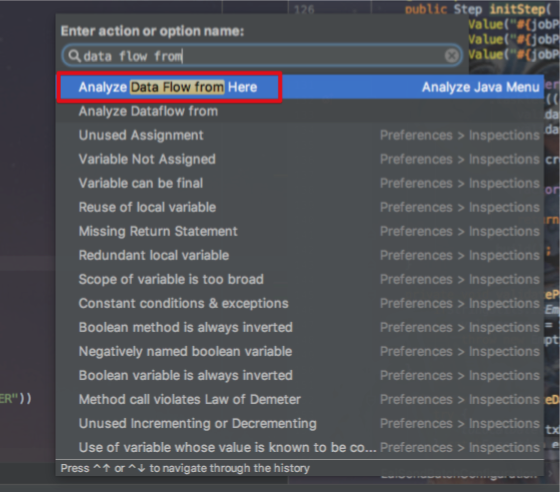 126 public Step initStep(
Enter action or option name:
Value("#{jobP
data flow from
Value("#{job
Value("#{jobP
Analyze Data Flow from Here Analyze Java Menu
Analyze Dataflow from
Unused Assignment Preferences > Inspections
Variable Not Assigned Preferences > Inspections
Variable can be final Preferences > Inspections
Reuse of local variable Preferences > Inspections
Missing Return Statement Preferences > Inspections
Redundant local variable Preferences > Inspections
Scope of variable is too broad Preferences > Inspections
Constant conditions & exceptions Preferences > Inspections
Boolean method is always inverted Preferences > Inspections
Negatively named boolean variable Preferences > Inspections
Boolean variable is always inverted Preferences > Inspections
ER"))
Method call violates Law of Demeter Preferences > Inspections
Unused Incrementing or Decrementing Preferences > Inspections
Use of variable whose value is known to be co... Preferences > Inspections
Press ^↑ or ^↓ to navigate through the history